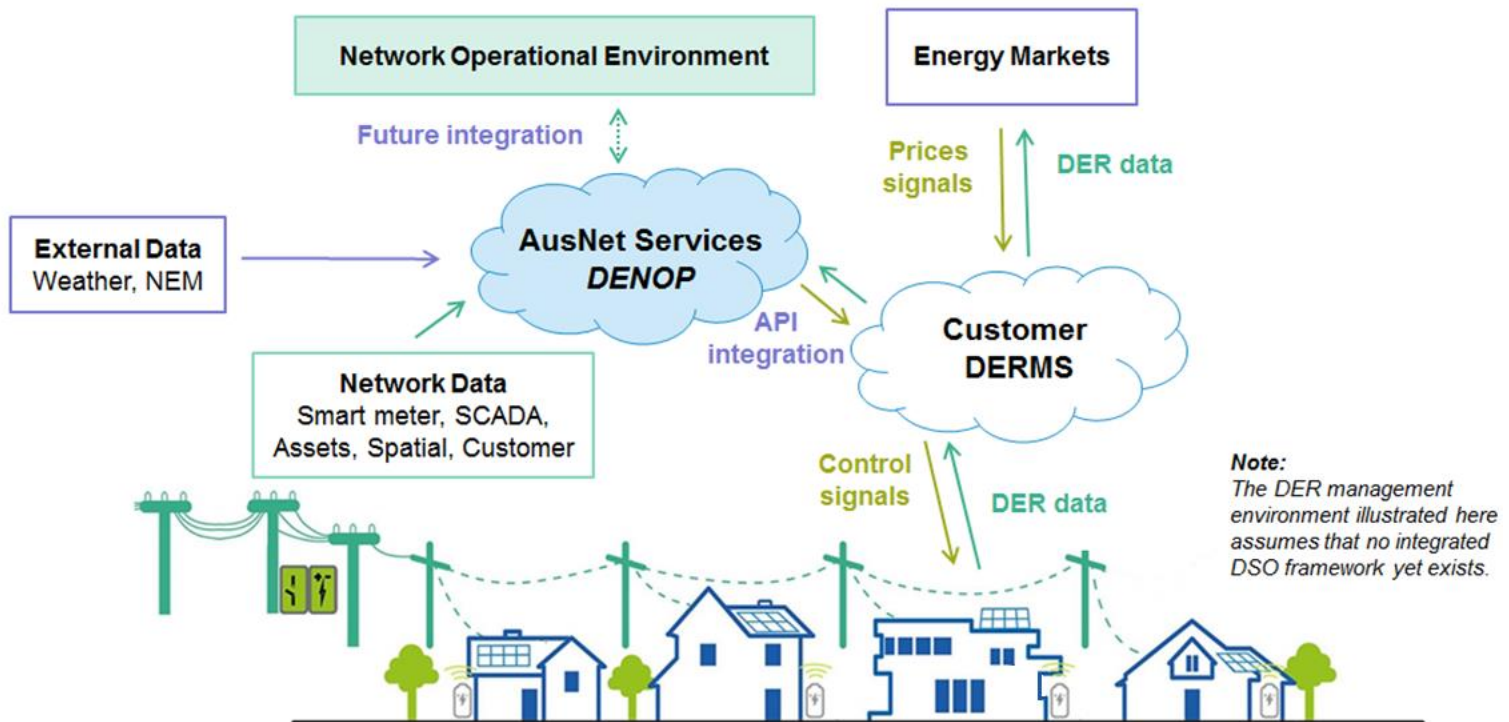 Network Operational Environment
Energy Markets
Future integration
Prices
signals
DER data
External Data
Weather, NEM
AusNet Services
DENOP
API
integration
Customer
DERMS
Network Data
Smart meter, SCADA,
Assets, Spatial, Customer
Control
signals
DER data
Note:
The DER management
environment illustrated here
assumes that no integrated
DSO framework yet exists.